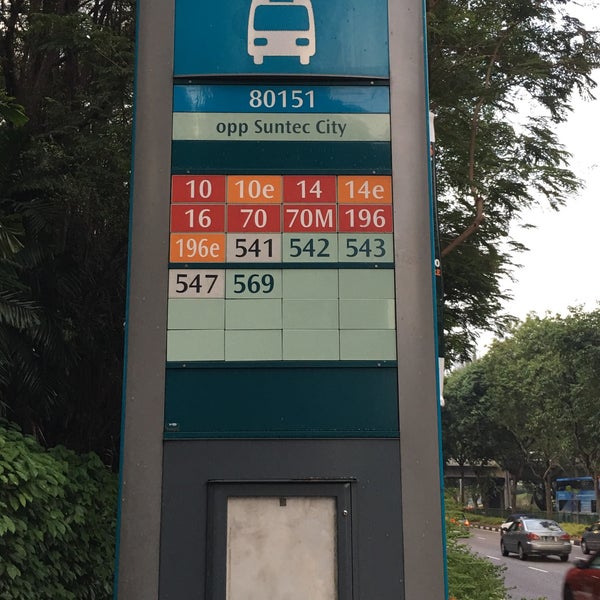 80151
opp Suntec City
10 10e 14 14e
16 70 70M 196
196e 541 542 543
547 569